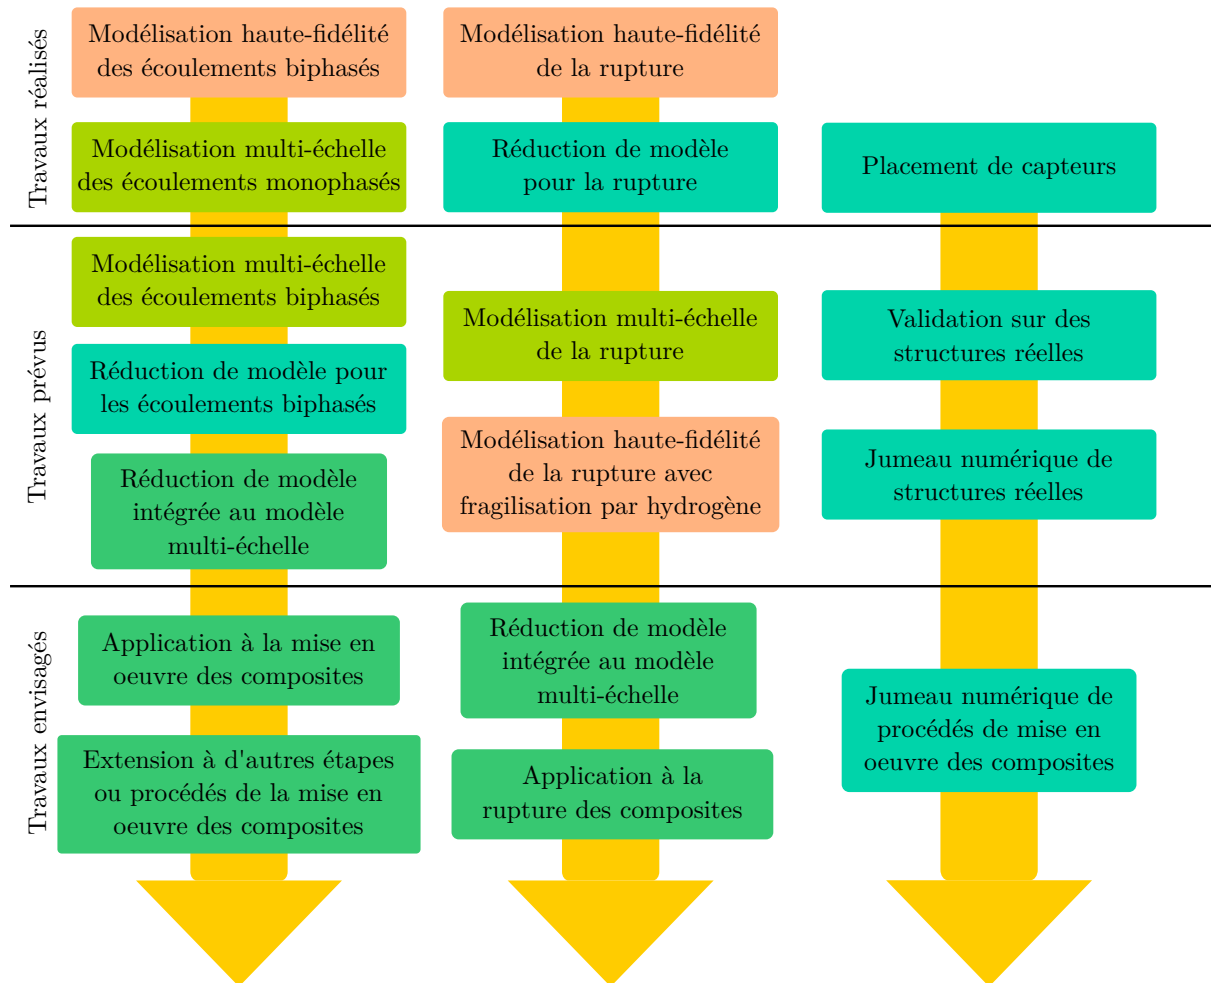 Travaux réalisés
Modélisation haute-fidélité
des écoulements biphasés
Modélisation haute-fidélité
de la rupture
Modélisation multi-échelle
des écoulements monophasés
Réduction de modèle
pour la rupture
Placement de capteurs
Travaux prévus
Modélisation multi-échelle
des écoulements biphasés
Réduction de modèle pour
les écoulements biphasés
Réduction de modèle
intégrée au modèle
multi-échelle
Modélisation multi-échelle
de la rupture
Modélisation haute-fidélité
de la rupture avec
fragilisation par hydrogène
Validation sur des
structures réelles
Jumeau numérique de
structures réelles
Travaux envisagés
Application à la mise en
oeuvre des composites
Extension à d'autres étapes
ou procédés de la mise en
oeuvre des composites
Réduction de modèle
intégrée au modèle
multi-échelle
Application à la
rupture des composites
Jumeau numérique de
procédés de mise en
oeuvre des composites